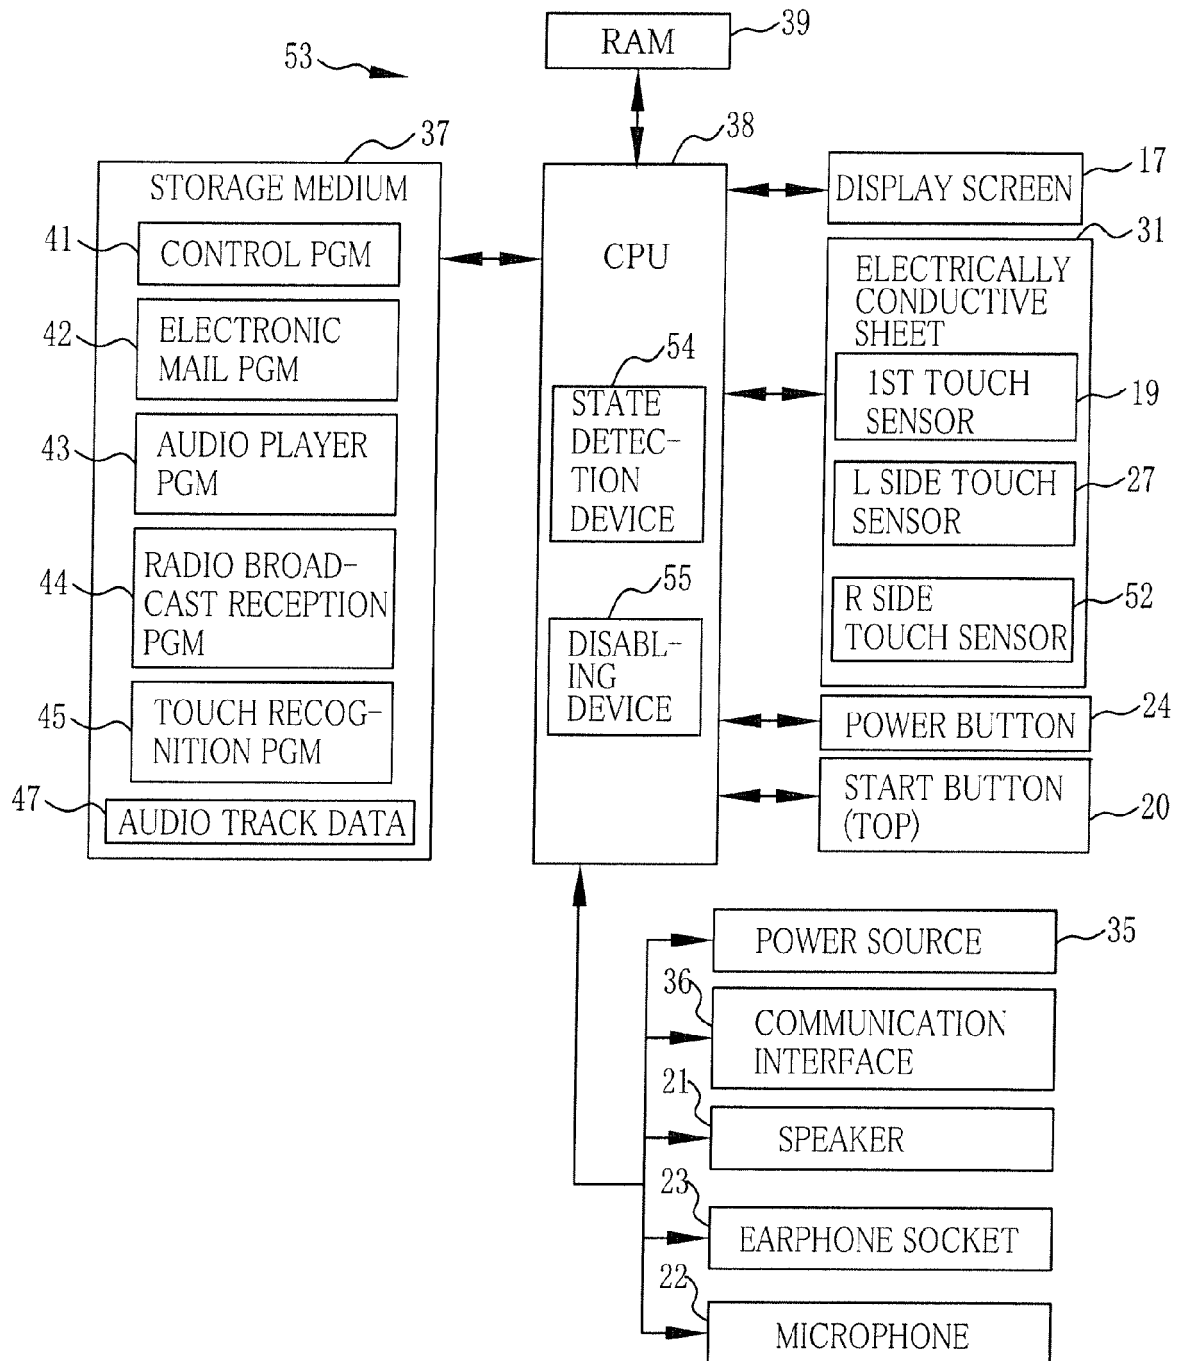 RAM
39
53
38
37
STORAGE MEDIUM
41
CONTROL PGM
42
ELECTRONIC
MAIL PGM
43
AUDIO PLAYER
PGM
44
RADIO BROAD-
CAST RECEPTION
PGM
45
TOUCH RECOG-
NITION PGM
47
AUDIO TRACK DATA
CPU
54
STATE
DETEC-
TION
DEVICE
55
DISABL-
ING
DEVICE
17
DISPLAY SCREEN
31
ELECTRICALLY
CONDUCTIVE
SHEET
1ST TOUCH
SENSOR
19
L SIDE TOUCH
SENSOR
27
R SIDE
TOUCH SENSOR
52
POWER BUTTON
24
START BUTTON
(TOP)
20
POWER SOURCE
35
36
COMMUNICATION
INTERFACE
21
SPEAKER
23
EARPHONE SOCKET
22
MICROPHONE